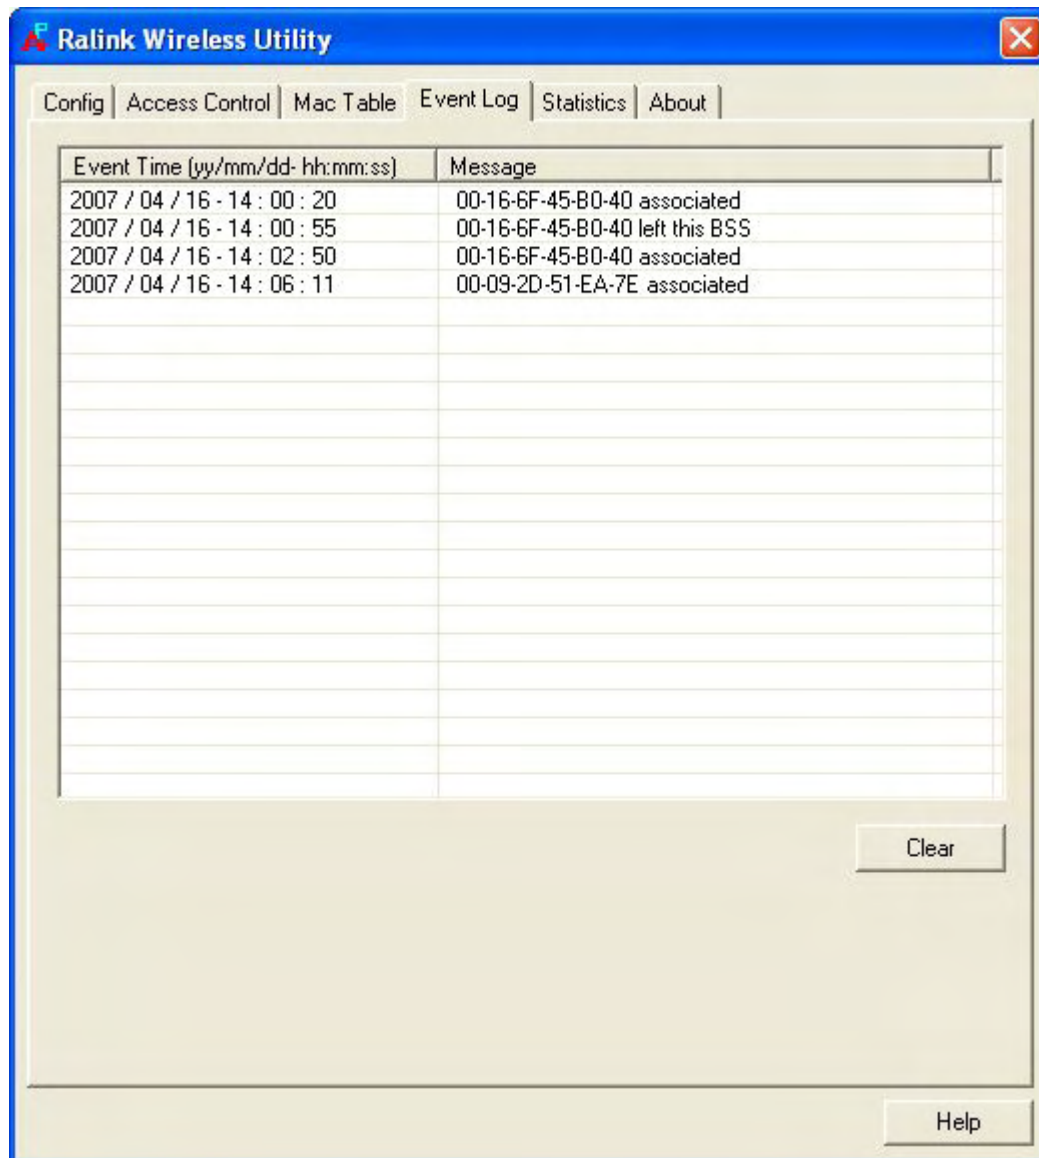 Ralink Wireless Utility
Config Access Control Mac Table Event Log Statistics About
Event Time (yy/mm/dd- hh:mm:ss) Message
2007 / 04 / 16 - 14 : 00 : 20 00-16-6F-45-B0-40 associated
2007 / 04 / 16 - 14 : 00 : 55 00-16-6F-45-B0-40 left this BSS
2007 / 04 / 16 - 14 : 02 : 50 00-16-6F-45-B0-40 associated
2007 / 04 / 16 - 14 : 06 : 11 00-09-2D-51-EA-7E associated
Clear
Help